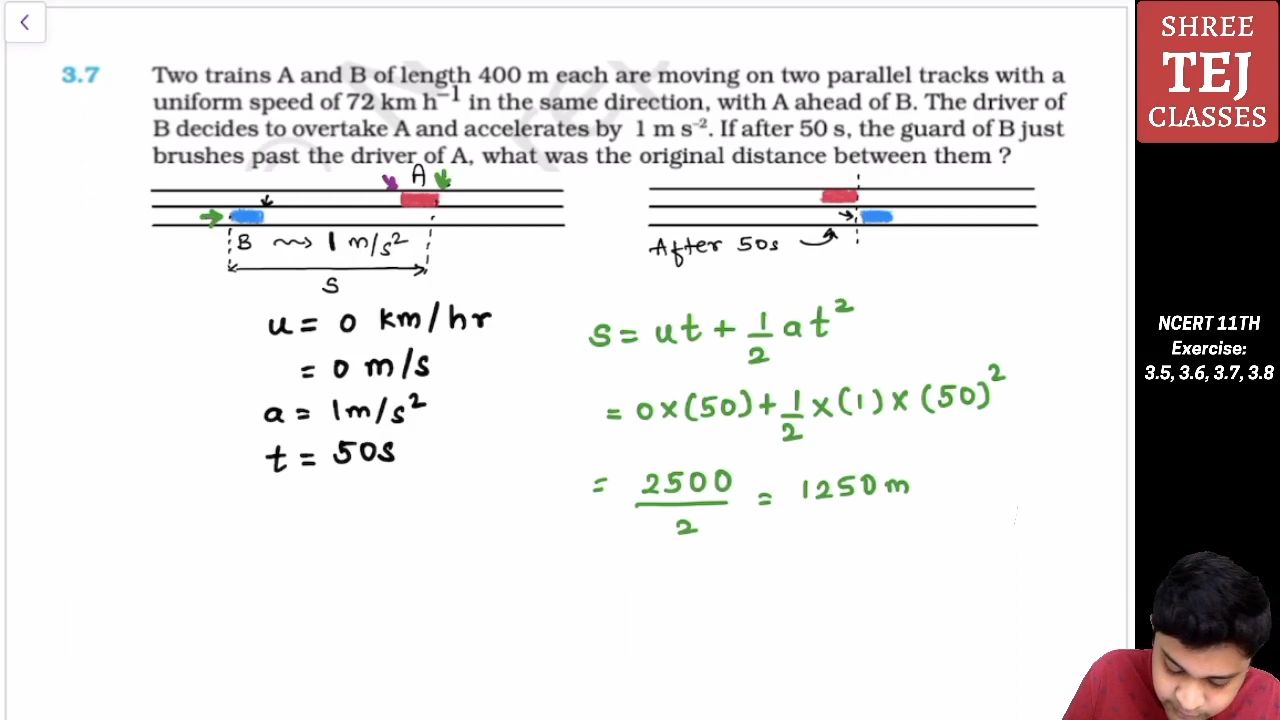 3.7 Two trains A and B of length 400 m each are moving on two parallel tracks with a
uniform speed of 72 km h⁻¹ in the same direction, with A ahead of B. The driver of
B decides to overtake A and accelerates by 1 m s⁻². If after 50 s, the guard of B just
brushes past the driver of A, what was the original distance between them ?
A
B ⇝ 1 m/s²
S
After 50s
u = 0 km/hr
= 0 m/s
a = 1m/s²
t = 50s
s = ut + 1/2 at²
= 0×(50) + 1/2 ×(1)×(50)²
= 2500/2 = 1250m
SHREE
TEJ
CLASSES
NCERT 11TH
Exercise:
3.5, 3.6, 3.7, 3.8